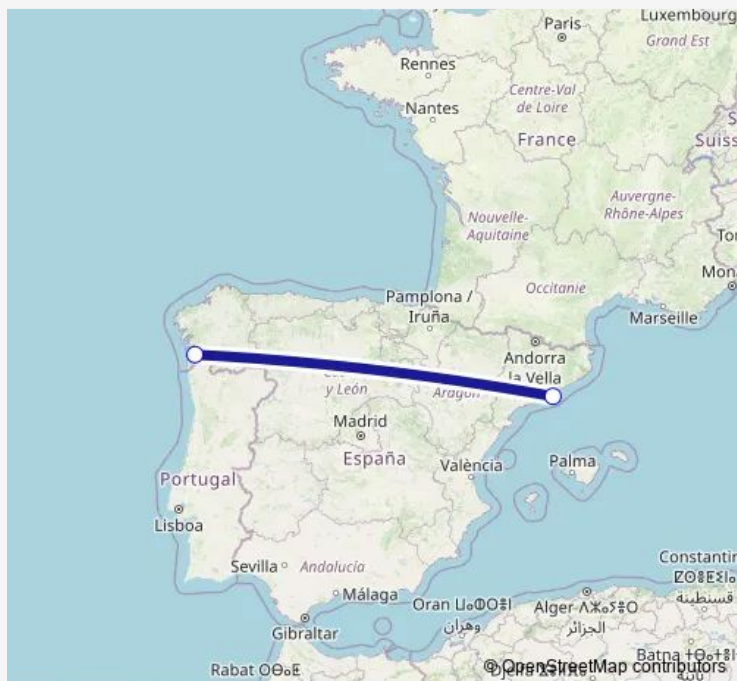 Paris
Luxembourg
Grand Est
Rennes
Centre-Val
de Loire
Nantes
France
Suiss
Auvergne-
Rhône-Alpes
Nouvelle-
Aquitaine
Occitanie
Pamplona /
Iruña
Marseille
Andorra
la Vella
y León
Aragón
Madrid
España
València
Palma
Portugal
Lisboa
Sevilla
Andalucía
Málaga
Gibraltar
Constantin
قسنطينة
Oran
وهران
Alger
الجزائر
Batna
Rabat
© OpenStreetMap contributors